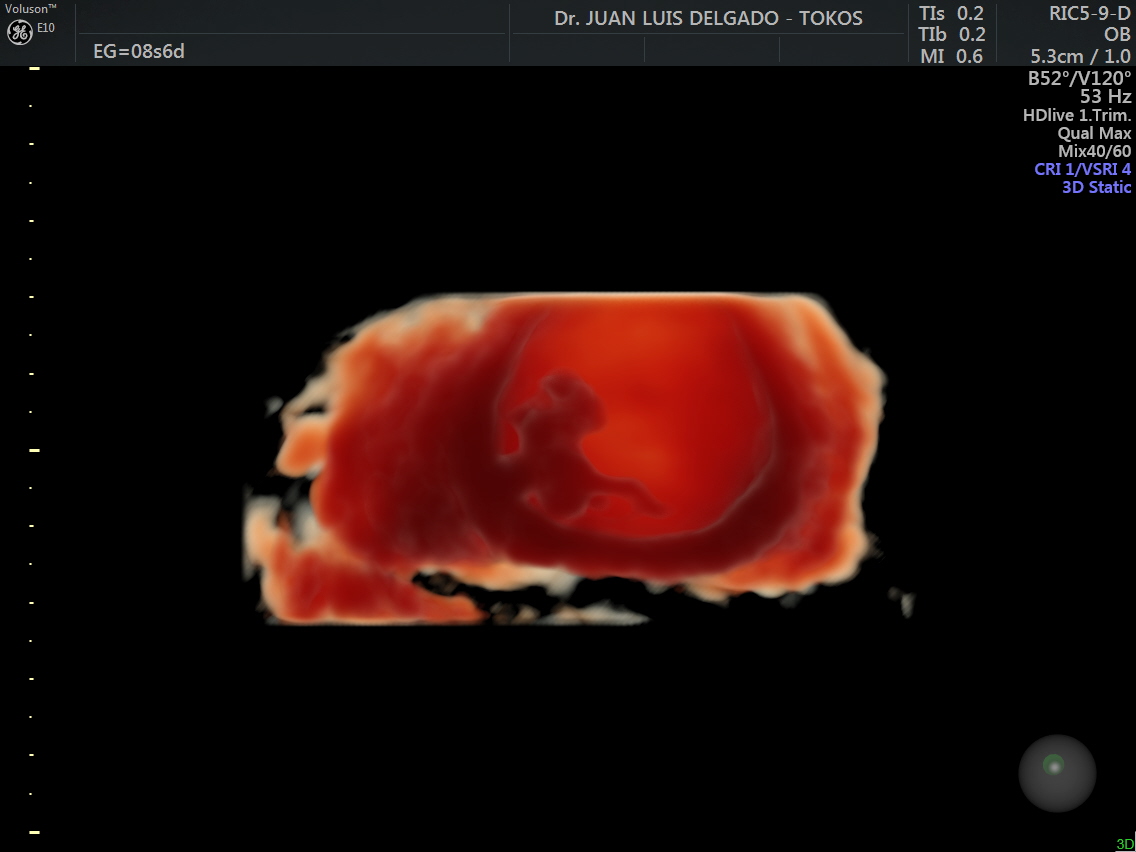 Voluson™
E10
EG=08s6d
Dr. JUAN LUIS DELGADO - TOKOS
TIs 0.2
TIb 0.2
MI 0.6
RIC5-9-D
OB
5.3cm / 1.0
B52°/V120°
53 Hz
HDlive 1.Trim.
Qual Max
Mix40/60
CRI 1/VSRI 4
3D Static
3D